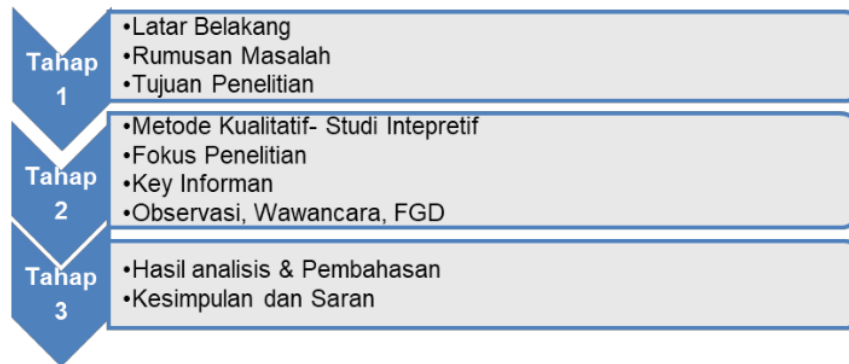 Tahap
1
•Latar Belakang
•Rumusan Masalah
•Tujuan Penelitian
Tahap
2
•Metode Kualitatif- Studi Intepretif
•Fokus Penelitian
•Key Informan
•Observasi, Wawancara, FGD
Tahap
3
•Hasil analisis & Pembahasan
•Kesimpulan dan Saran